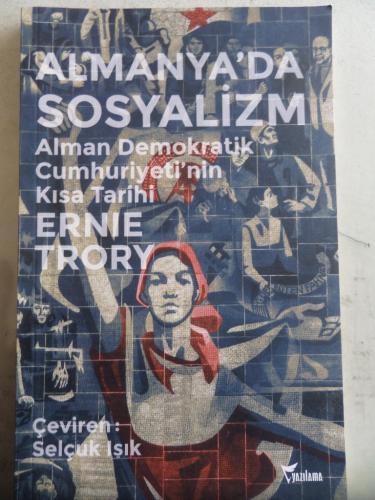 ALMANYA'DA
SOSYALİZM
Alman Demokratik
Cumhuriyeti'nin
Kısa Tarihi
ERNIE
TRORY
Çeviren:
Selçuk Işık
YAZILAMA